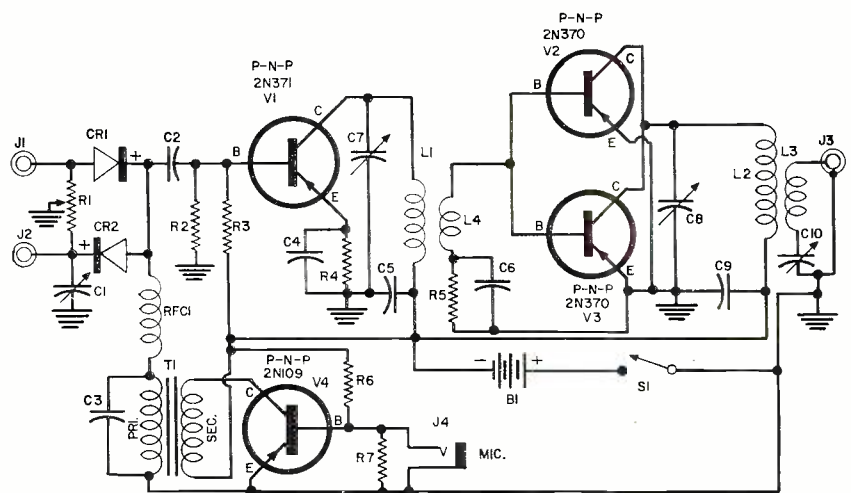 P-N-P
2N370
V2
C
B
E
P-N-P
2N371
V1
C
B
E
C7
L1
J1
CR1
+
C2
R1
J2
CR2
+
C1
R2
R3
C4
R4
C5
L4
R5
C6
C
B
E
P-N-P
2N370
V3
L2
L3
J3
C8
C10
C9
RFC1
T1
C3
PRI.
SEC.
P-N-P
2N109
V4
C
B
E
R6
R7
J4
V
MIC.
-
+
B1
S1